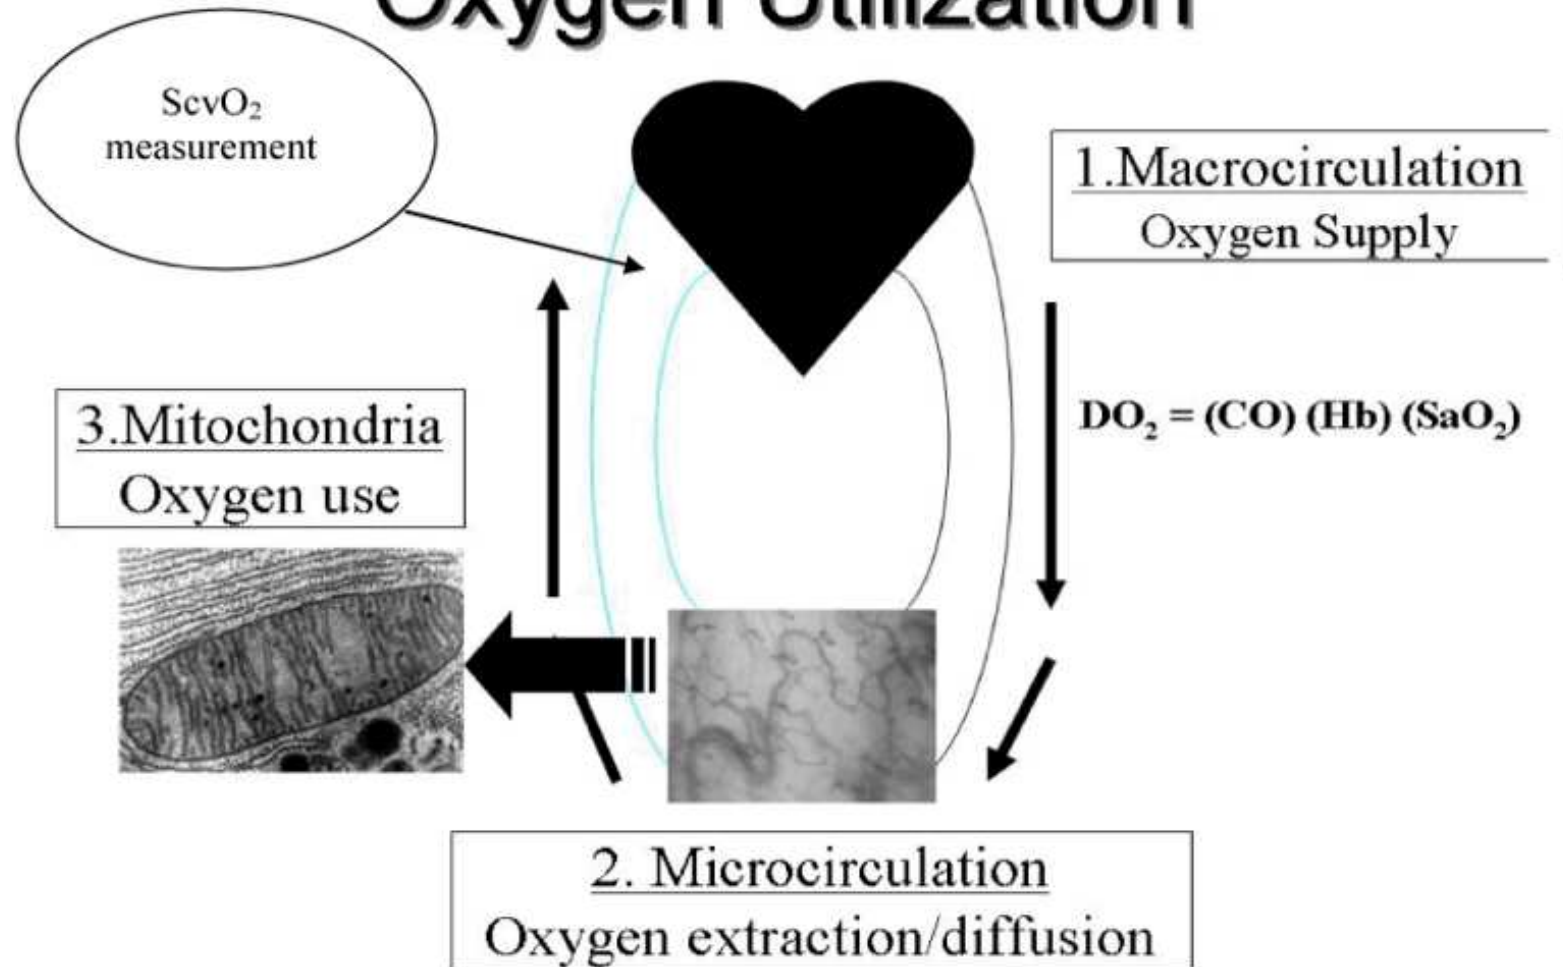 Oxygen Utilization
ScvO₂
measurement
1.Macrocirculation
Oxygen Supply
DO₂ = (CO) (Hb) (SaO₂)
3.Mitochondria
Oxygen use
2. Microcirculation
Oxygen extraction/diffusion